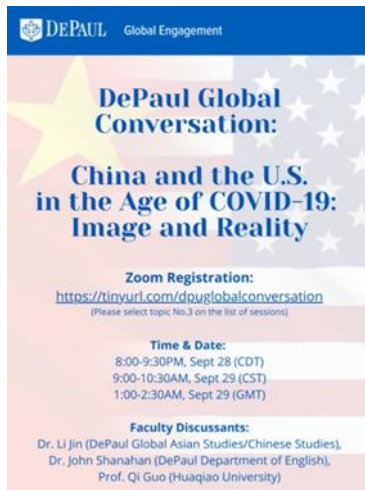 DEPAUL Global Engagement
DePaul Global
Conversation:
China and the U.S.
in the Age of COVID-19:
Image and Reality
Zoom Registration:
https://tinyurl.com/dpuglobalconversation
(Please select topic No.3 on the list of sessions)
Time & Date:
8:00-9:30PM, Sept 28 (CDT)
9:00-10:30AM, Sept 29 (CST)
1:00-2:30AM, Sept 29 (GMT)
Faculty Discussants:
Dr. Li Jin (DePaul Global Asian Studies/Chinese Studies),
Dr. John Shanahan (DePaul Department of English),
Prof. Qi Guo (Huaqiao University)